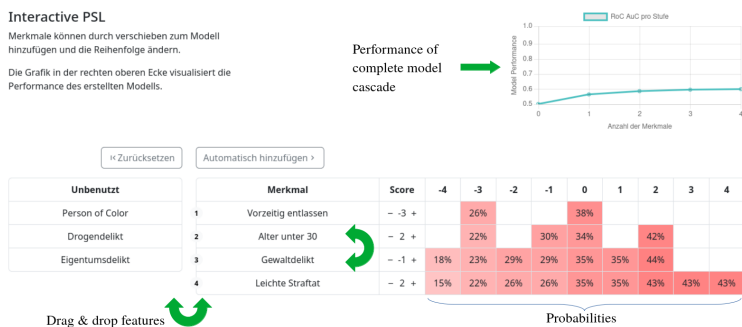 Interactive PSL
Merkmale können durch verschieben zum Modell
hinzufügen und die Reihenfolge ändern.
Die Grafik in der rechten oberen Ecke visualisiert die
Performance des erstellten Modells.
Performance of
complete model
cascade
RoC AuC pro Stufe
Model Performance
1.0
0.9
0.8
0.7
0.6
0.5
0 1 2 3 4
Anzahl der Merkmale
Zurücksetzen
Automatisch hinzufügen
Unbenutzt Merkmal Score -4 -3 -2 -1 0 1 2 3 4
Person of Color 1 Vorzeitig entlassen − -3 + 26% 38%
Drogendelikt 2 Alter unter 30 − 2 + 22% 30% 34% 42%
Eigentumsdelikt 3 Gewaltdelikt − -1 + 18% 23% 29% 29% 35% 35% 44%
4 Leichte Straftat − 2 + 15% 22% 26% 26% 35% 35% 43% 43% 43%
Drag & drop features
Probabilities